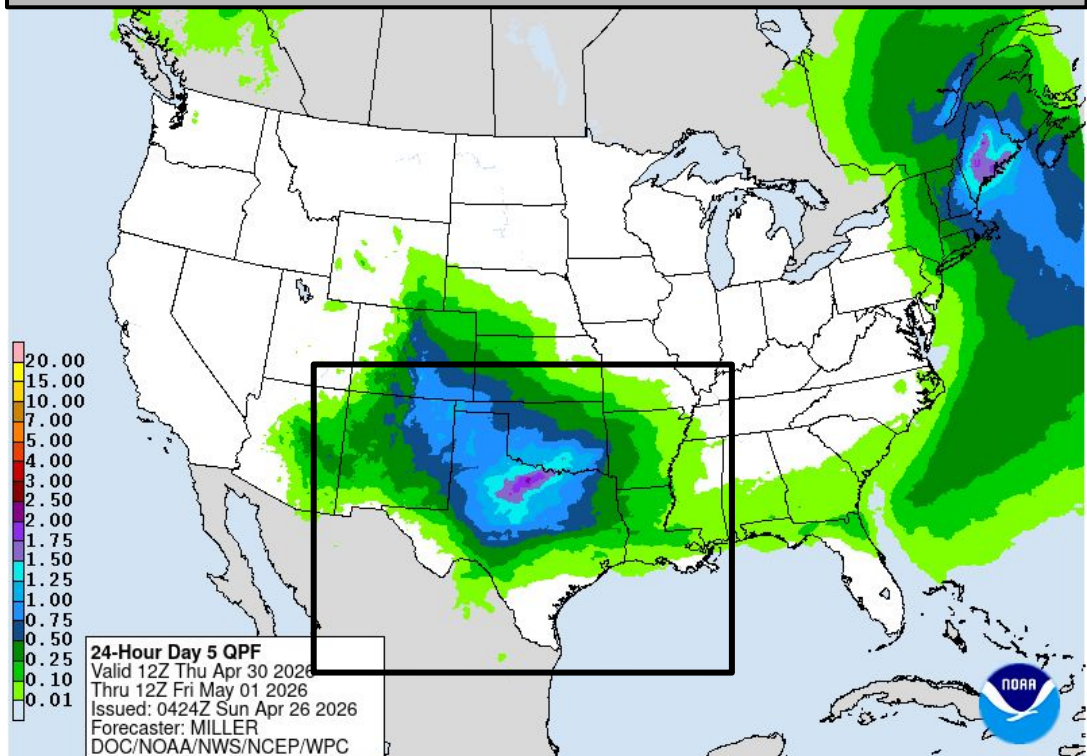 20.00
15.00
10.00
7.00
5.00
4.00
3.00
2.50
2.00
1.75
1.50
1.25
1.00
0.75
0.50
0.25
0.10
0.01
24-Hour Day 5 QPF
Valid 12Z Thu Apr 30 2026
Thru 12Z Fri May 01 2026
Issued: 0424Z Sun Apr 26 2026
Forecaster: MILLER
DOC/NOAA/NWS/NCEP/WPC
NOAA